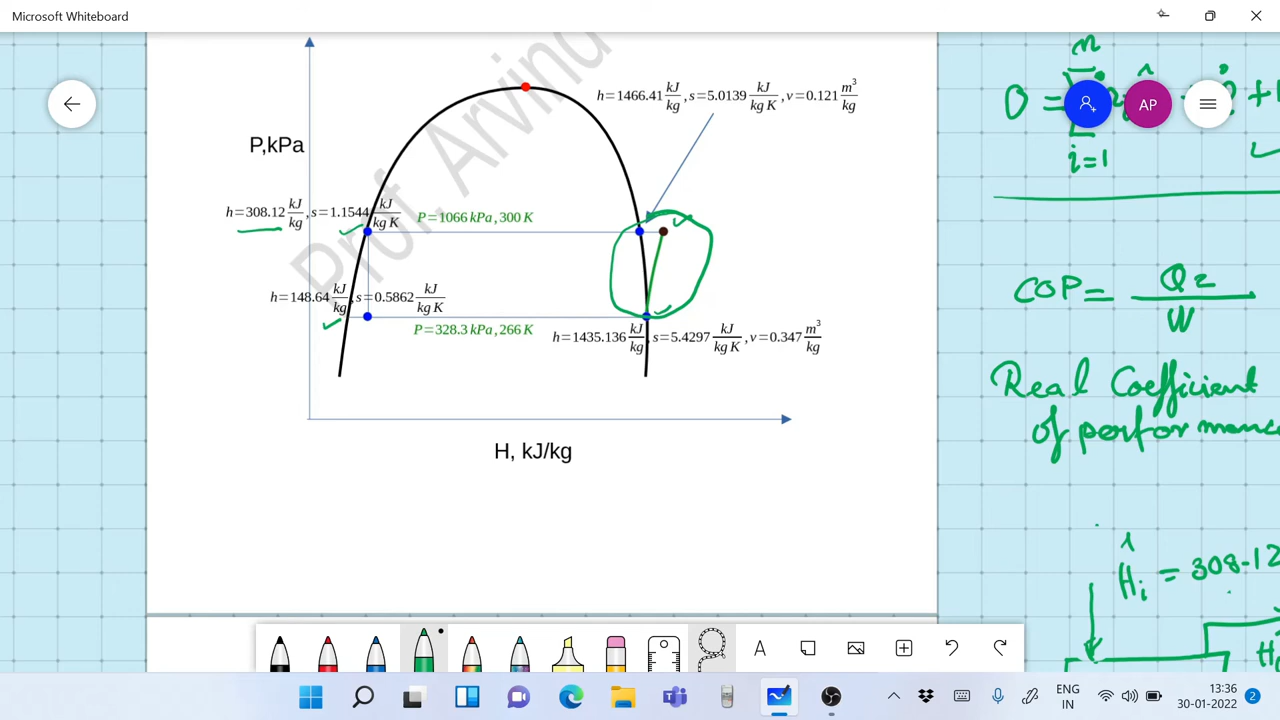 Microsoft Whiteboard
AP
n
0 =
i=1
Prof. Arvind
P,kPa
h=1466.41 kJ/kg, s=5.0139 kJ/kg K, v=0.121 m³/kg
h=308.12 kJ/kg, s=1.1544 kJ/kg K
P=1066 kPa, 300 K
h=148.64 kJ/kg, s=0.5862 kJ/kg K
P=328.3 kPa, 266 K
h=1435.136 kJ/kg, s=5.4297 kJ/kg K, v=0.347 m³/kg
H, kJ/kg
COP = Q2/W
Real Coefficient
of performance
Ĥi = 308.12
A
ENG
IN
13:36
30-01-2022
2